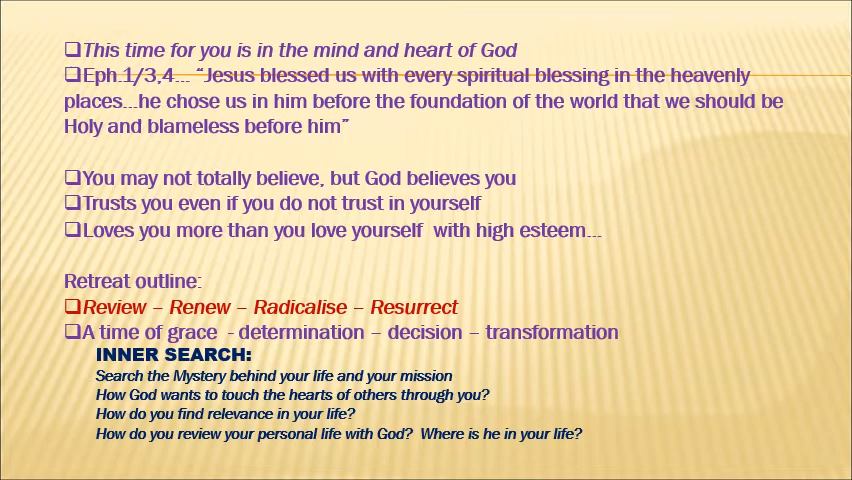 ❑This time for you is in the mind and heart of God
❑Eph.1/3,4... “Jesus blessed us with every spiritual blessing in the heavenly
places...he chose us in him before the foundation of the world that we should be
Holy and blameless before him”
❑You may not totally believe, but God believes you
❑Trusts you even if you do not trust in yourself
❑Loves you more than you love yourself  with high esteem...
Retreat outline:
❑Review – Renew – Radicalise – Resurrect
❑A time of grace  - determination – decision – transformation
INNER SEARCH:
Search the Mystery behind your life and your mission
How God wants to touch the hearts of others through you?
How do you find relevance in your life?
How do you review your personal life with God?  Where is he in your life?